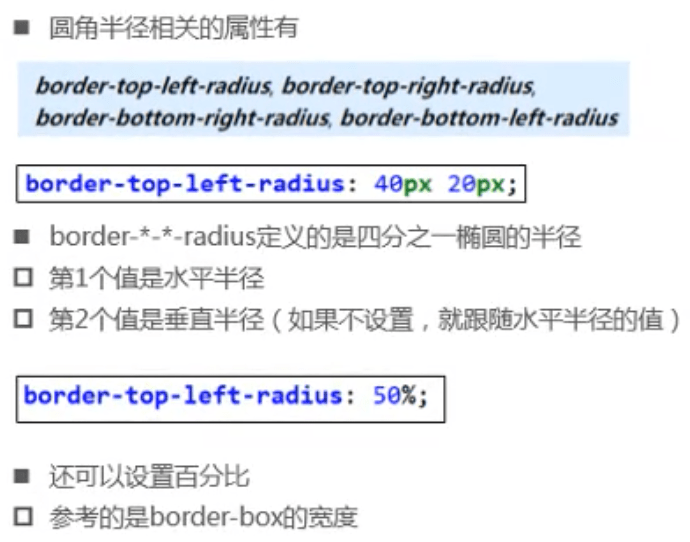 圆角半径相关的属性有
border-top-left-radius, border-top-right-radius,
border-bottom-right-radius, border-bottom-left-radius
border-top-left-radius: 40px 20px;
border-*-*-radius定义的是四分之一椭圆的半径
第1个值是水平半径
第2个值是垂直半径（如果不设置，就跟随水平半径的值）
border-top-left-radius: 50%;
还可以设置百分比
参考的是border-box的宽度